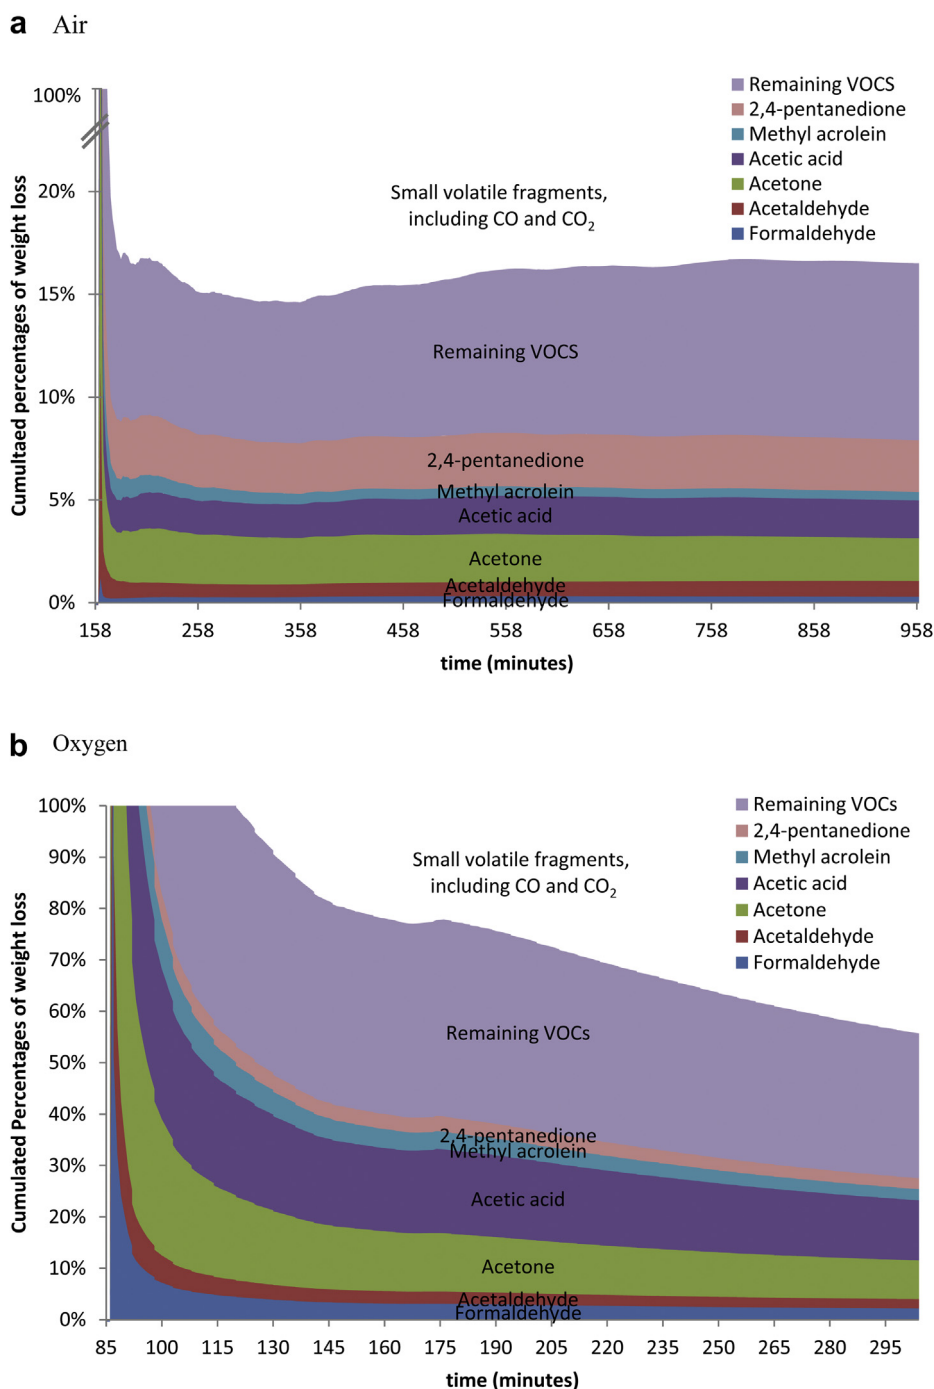 a Air
100%
20%
15%
10%
5%
0%
Cumultaed percentages of weight loss
Remaining VOCS
2,4-pentanedione
Methyl acrolein
Acetic acid
Acetone
Acetaldehyde
Formaldehyde
Small volatile fragments,
including CO and CO₂
Remaining VOCS
2,4-pentanedione
Methyl acrolein
Acetic acid
Acetone
Acetaldehyde
Formaldehyde
158 258 358 458 558 658 758 858 958
time (minutes)
b Oxygen
100%
90%
80%
70%
60%
50%
40%
30%
20%
10%
0%
Cumulated Percentages of weight loss
Remaining VOCs
2,4-pentanedione
Methyl acrolein
Acetic acid
Acetone
Acetaldehyde
Formaldehyde
Small volatile fragments,
including CO and CO₂
Remaining VOCs
2,4-pentanedione
Methyl acrolein
Acetic acid
Acetone
Acetaldehyde
Formaldehyde
85 100 115 130 145 160 175 190 205 220 235 250 265 280 295
time (minutes)